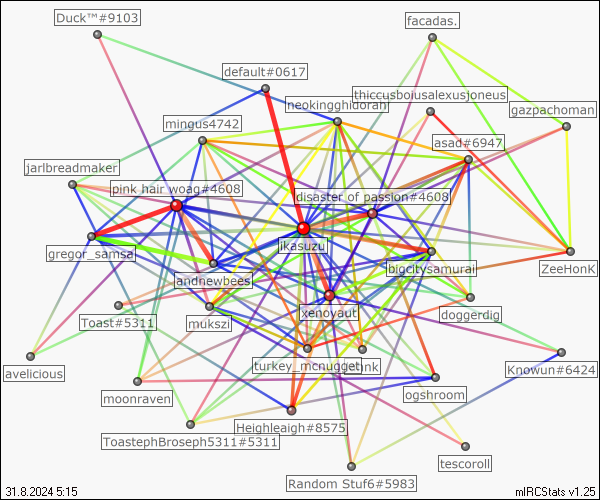 Duck™#9103
facadas.
default#0617
thiccusboiusalexusjoneus
neokingghidorah
gazpachoman
mingus4742
asad#6947
jarlbreadmaker
pink hair woag#4608
disaster of passion#4608
ikasuzu
gregor_samsa
bigcitysamurai
ZeeHonK
andnewbees
xenoyaut
doggerdig
Toast#5311
mukszi
turkey_mcnugget
Knowun#6424
avelicious
moonraven
ogshroom
Heighleaigh#8575
ToastephBroseph5311#5311
tescoroll
Random Stuf6#5983
31.8.2024 5:15
mIRCStats v1.25